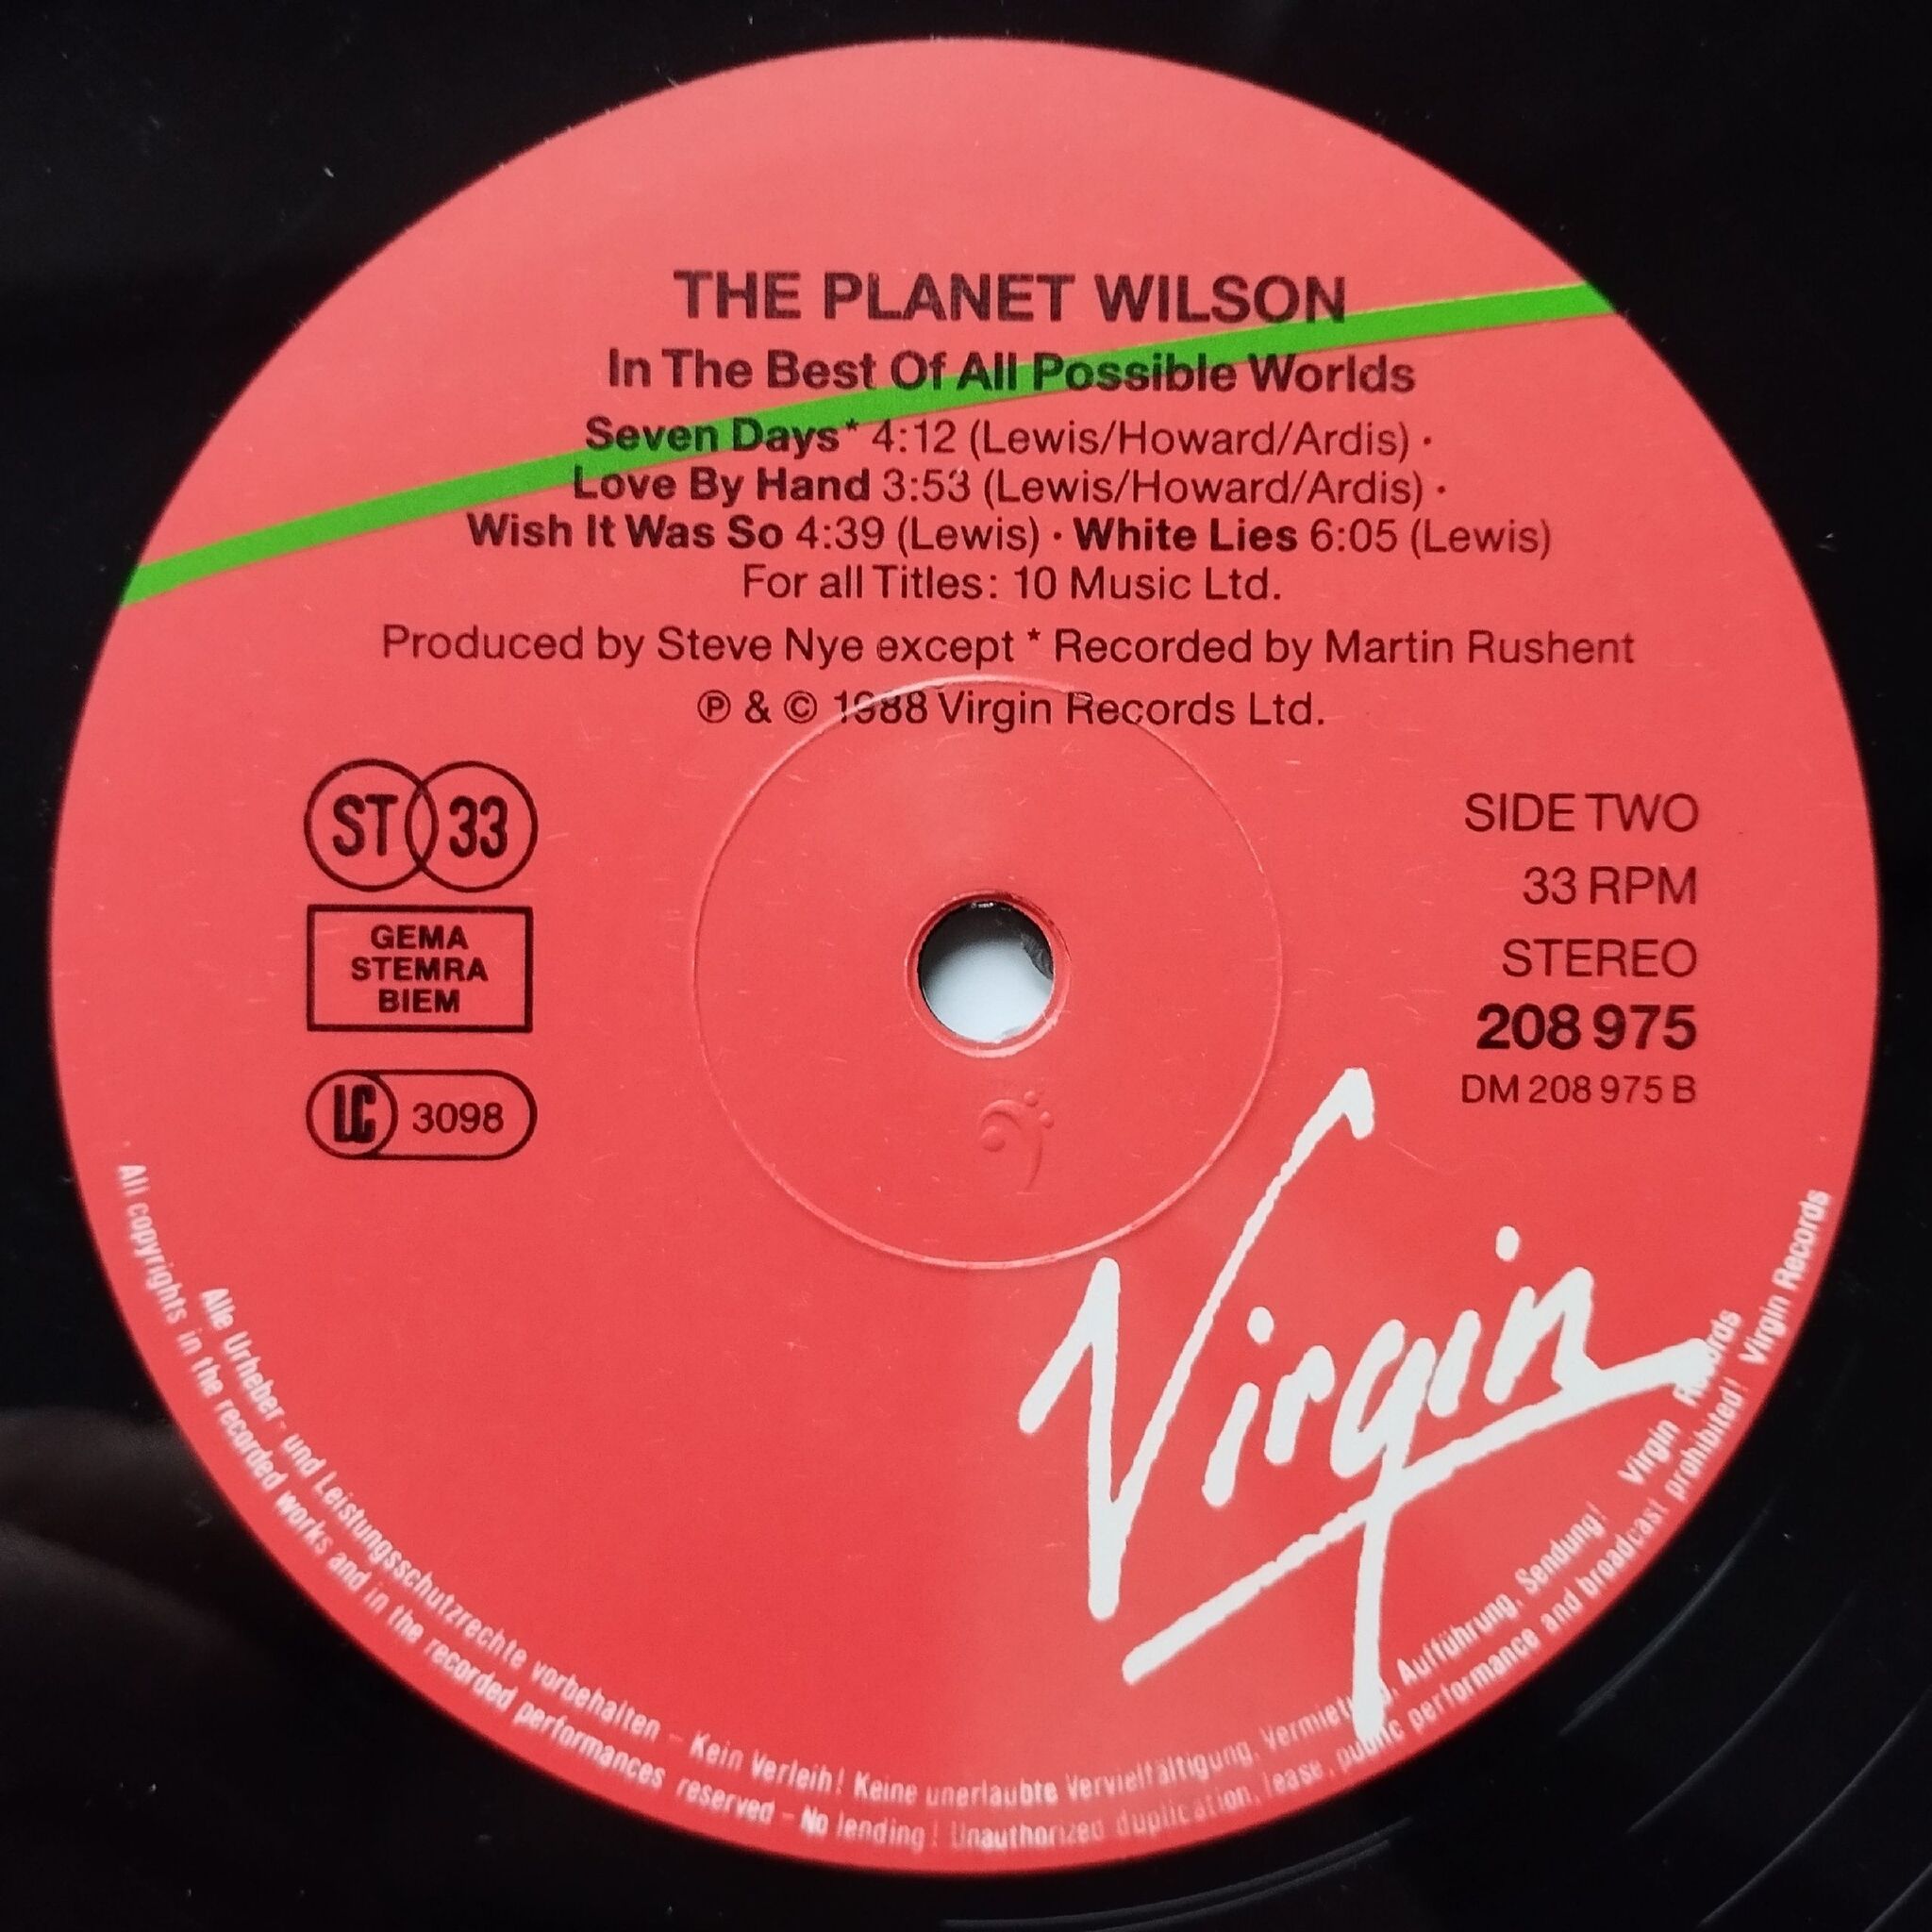 THE PLANET WILSON
In The Best Of All Possible Worlds
Seven Days* 4:12 (Lewis/Howard/Ardis) ·
Love By Hand 3:53 (Lewis/Howard/Ardis) ·
Wish It Was So 4:39 (Lewis) · White Lies 6:05 (Lewis)
For all Titles: 10 Music Ltd.
Produced by Steve Nye except * Recorded by Martin Rushent
℗ & © 1988 Virgin Records Ltd.
ST 33
GEMA
STEMRA
BIEM
LC 3098
SIDE TWO
33 RPM
STEREO
208 975
DM 208 975 B
Virgin
Alle Urheber- und Leistungsschutzrechte vorbehalten – Kein Verleih! Keine unerlaubte Vervielfältigung, Vermietung, Aufführung, Sendung! Virgin Records
All copyrights in the recorded works and in the recorded performances reserved – No lending! Unauthorized duplication, lease, public performance and broadcast prohibited! Virgin Records